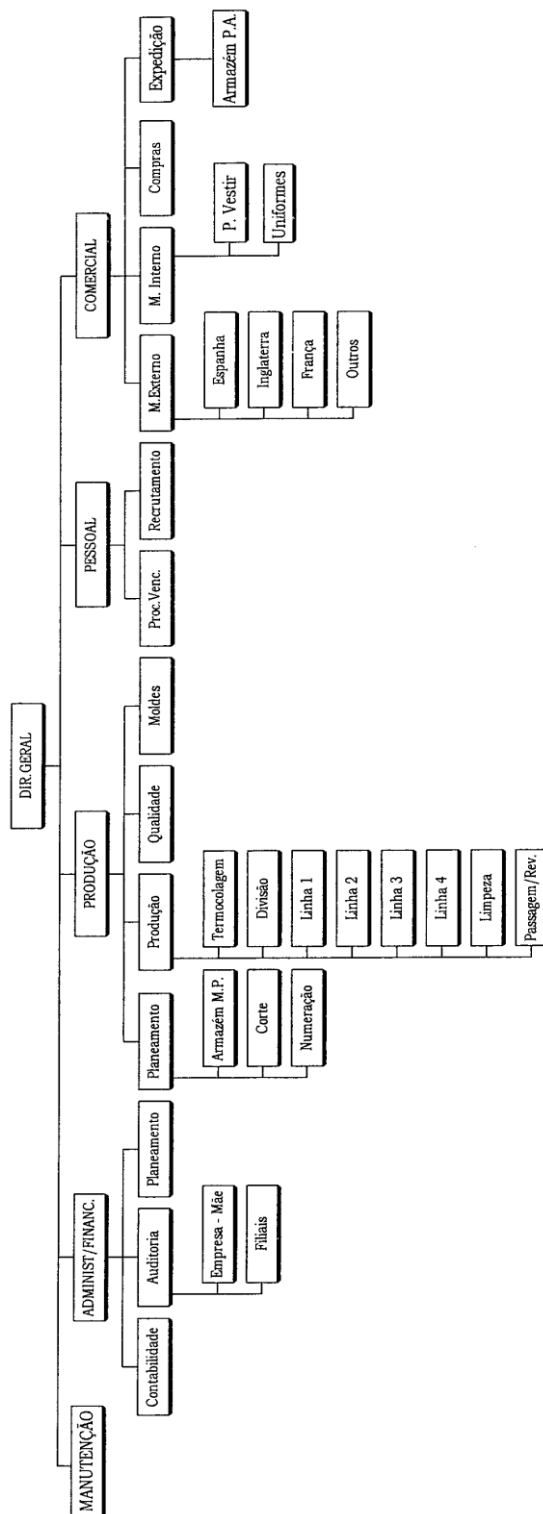 DIR.GERAL
MANUTENÇÃO
ADMINIST/FINANC.
PRODUÇÃO
PESSOAL
COMERCIAL
Contabilidade
Auditoria
Planeamento
Planeamento
Produção
Qualidade
Moldes
Proc.Venc.
Recrutamento
M.Externo
M. Interno
Compras
Expedição
Empresa - Mãe
Filiais
Armazém M.P.
Corte
Numeração
Termocolagem
Divisão
Linha 1
Linha 2
Linha 3
Linha 4
Limpeza
Passagem/Rev.
Espanha
Inglaterra
França
Outros
P. Vestir
Uniformes
Armazém P.A.